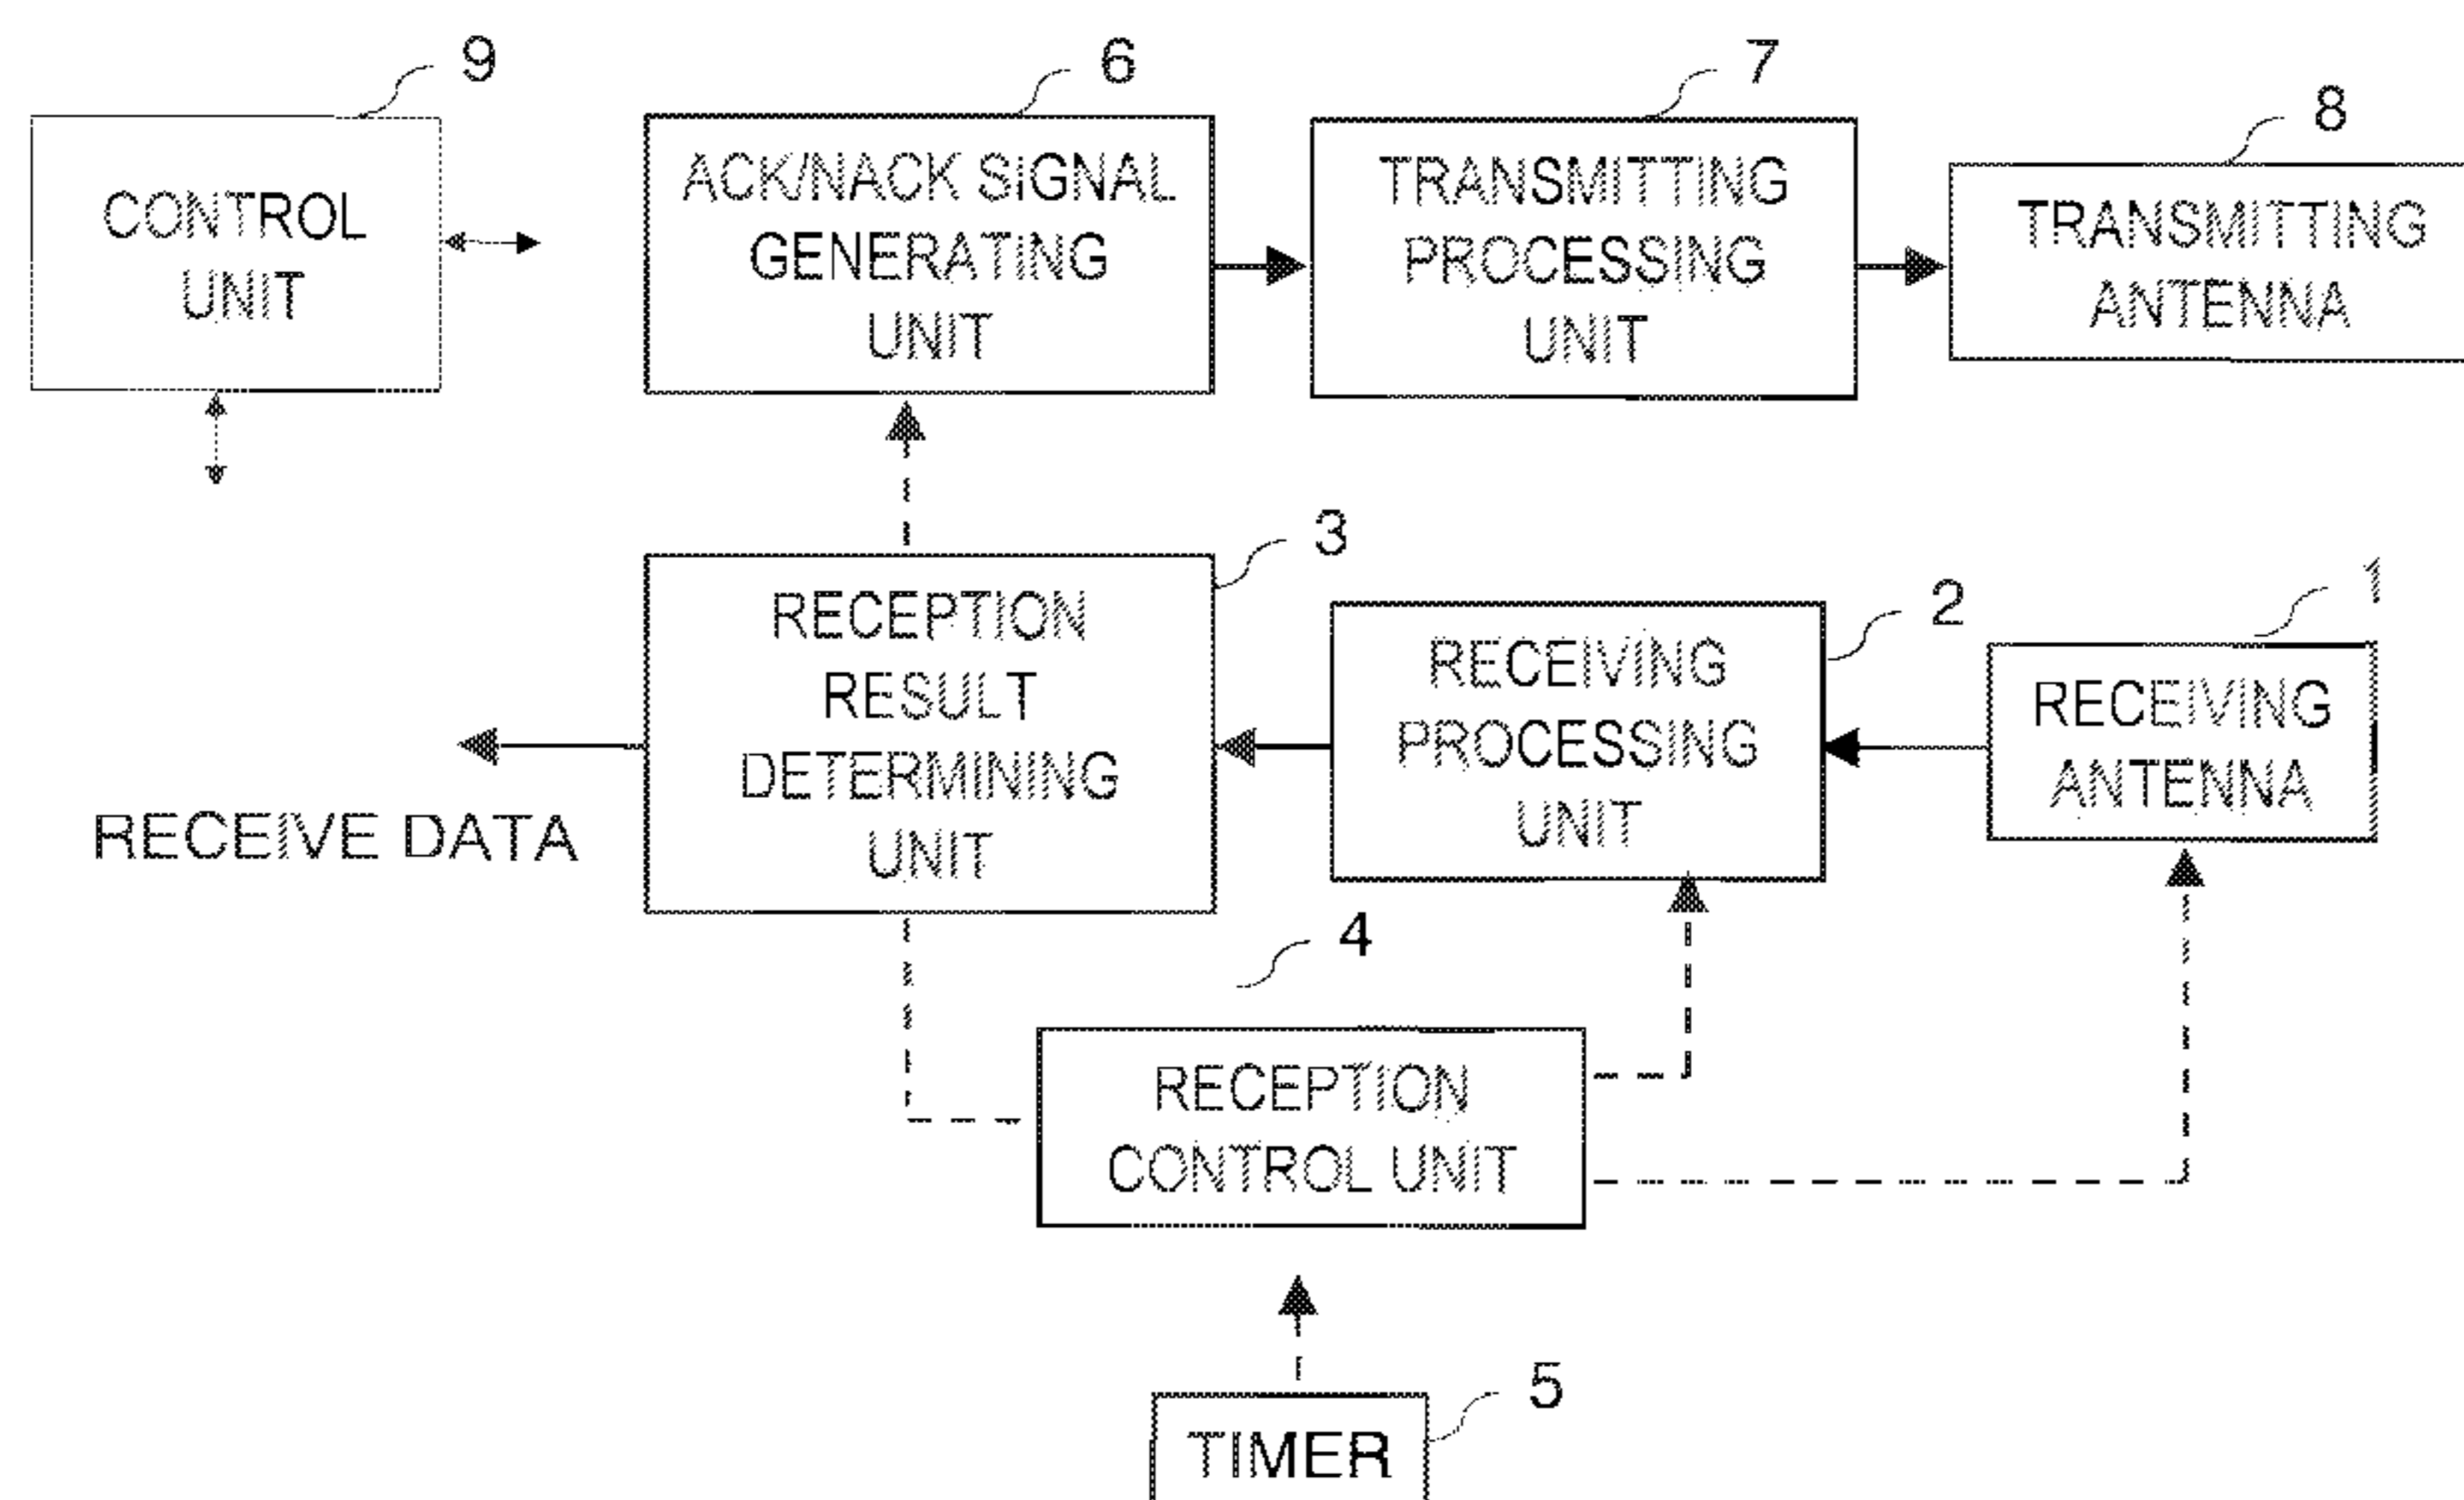 9
6
7
8
CONTROL
UNIT
ACK/NACK SIGNAL
GENERATING
UNIT
TRANSMITTING
PROCESSING
UNIT
TRANSMITTING
ANTENNA
3
2
1
RECEPTION
RESULT
DETERMINING
UNIT
RECEIVING
PROCESSING
UNIT
RECEIVING
ANTENNA
RECEIVE DATA
4
RECEPTION
CONTROL UNIT
5
TIMER